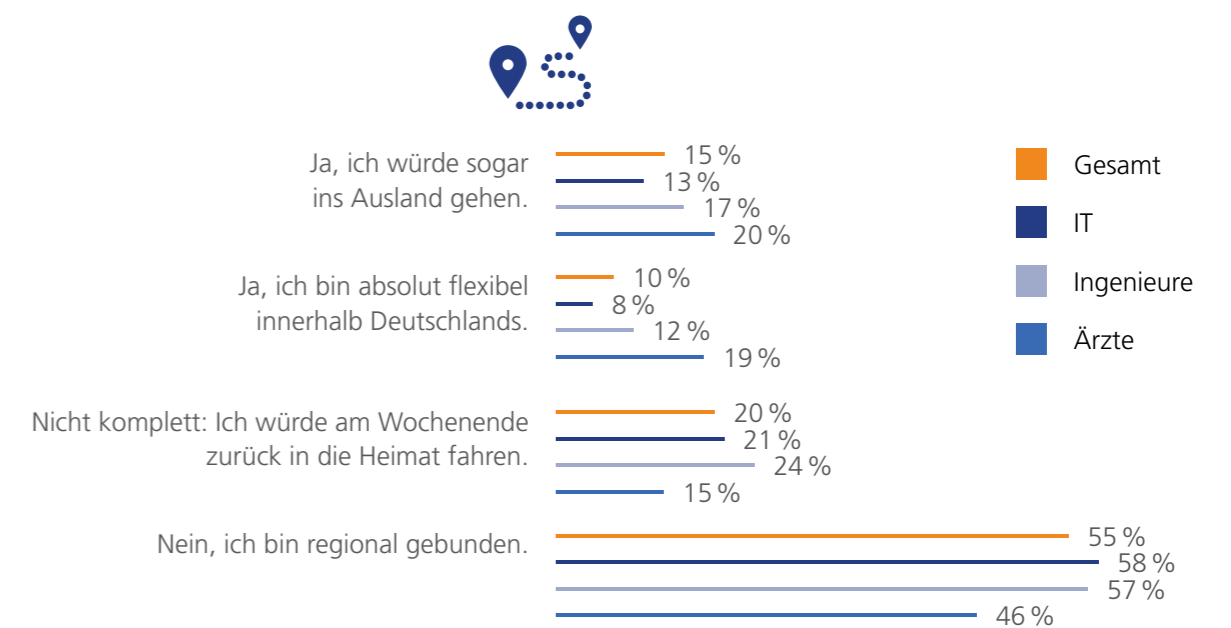 Ja, ich würde sogar
ins Ausland gehen.
15 %
13 %
17 %
20 %
Ja, ich bin absolut flexibel
innerhalb Deutschlands.
10 %
8 %
12 %
19 %
Nicht komplett: Ich würde am Wochenende
zurück in die Heimat fahren.
20 %
21 %
24 %
15 %
Nein, ich bin regional gebunden.
55 %
58 %
57 %
46 %
Gesamt
IT
Ingenieure
Ärzte